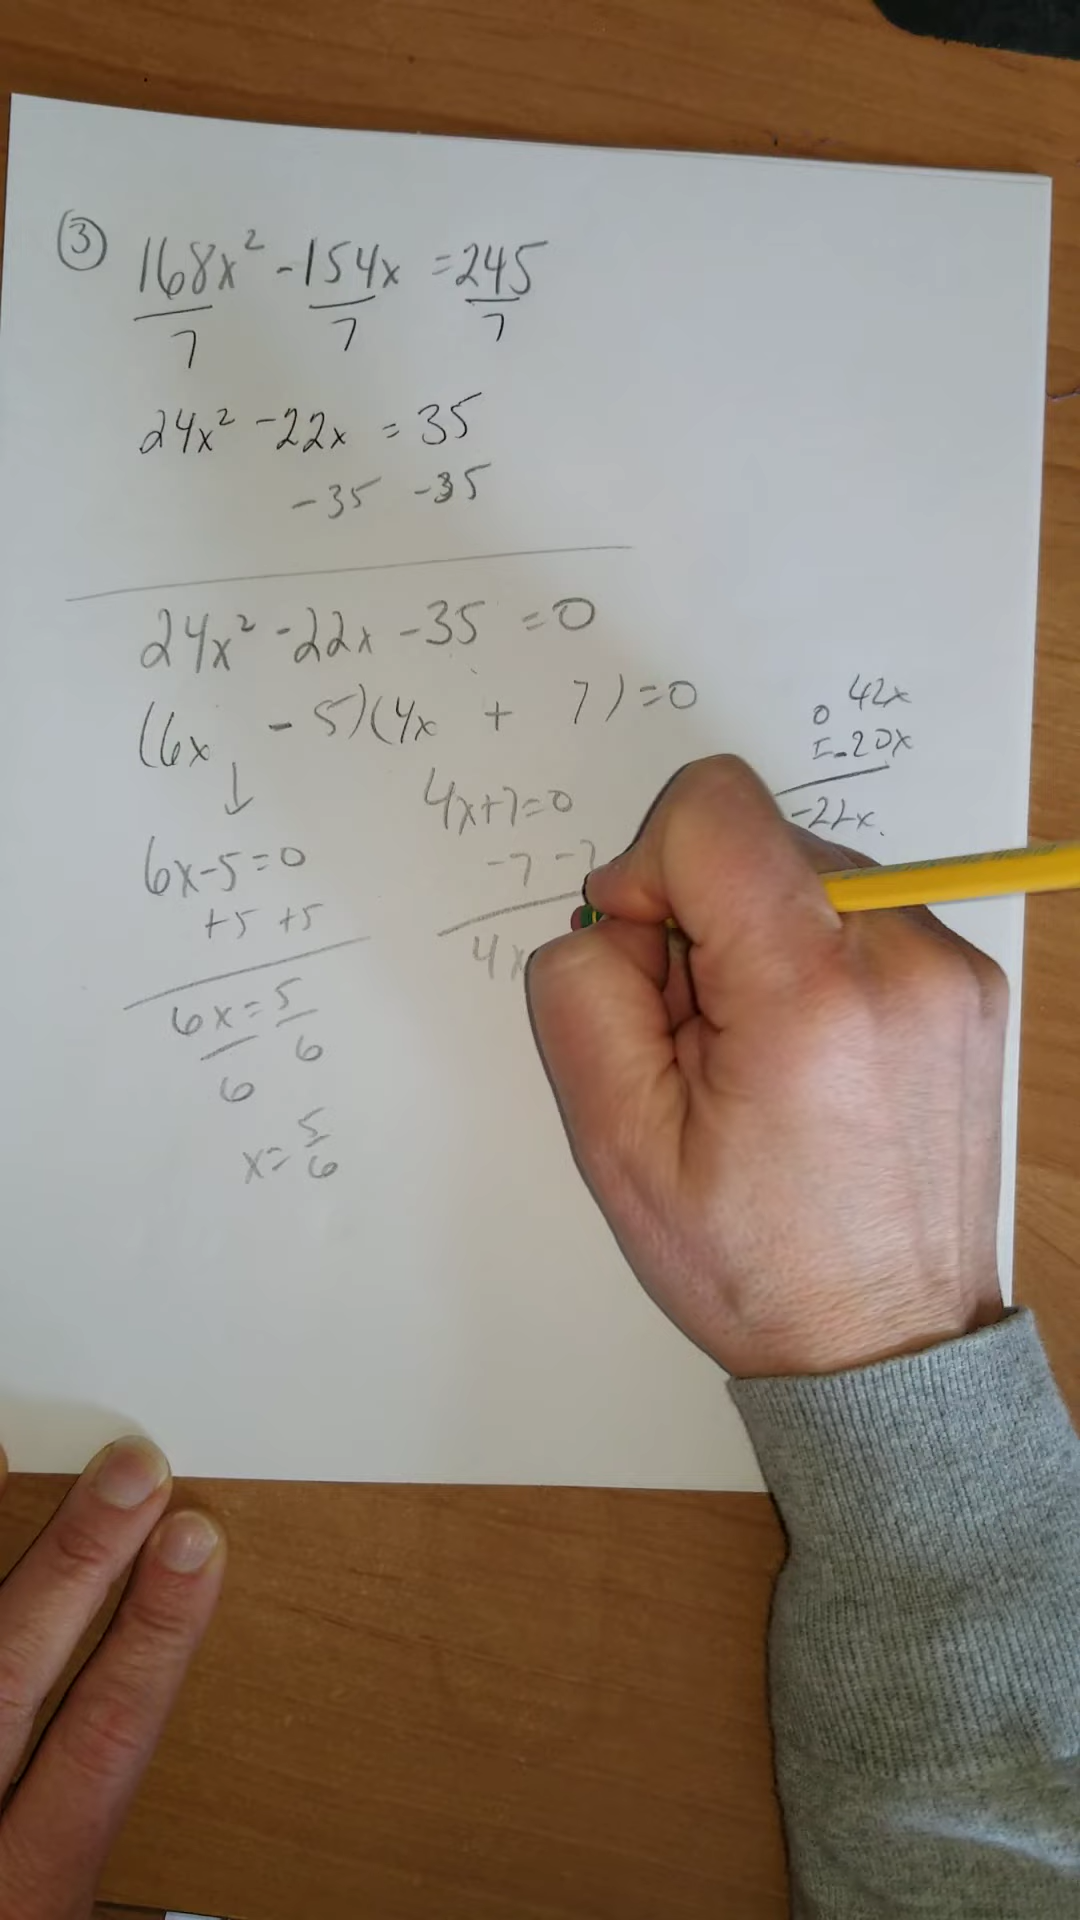 ③ 168x² -154x = 245
7 7 7
24x² -22x = 35
-35 -35
24x² -22x -35 = 0
(6x - 5)(4x + 7) = 0
6x-5=0
+5 +5
6x = 5
6 6
x = 5/6
4x+7=0
-7 -7
4x
42x
-20x
-22x